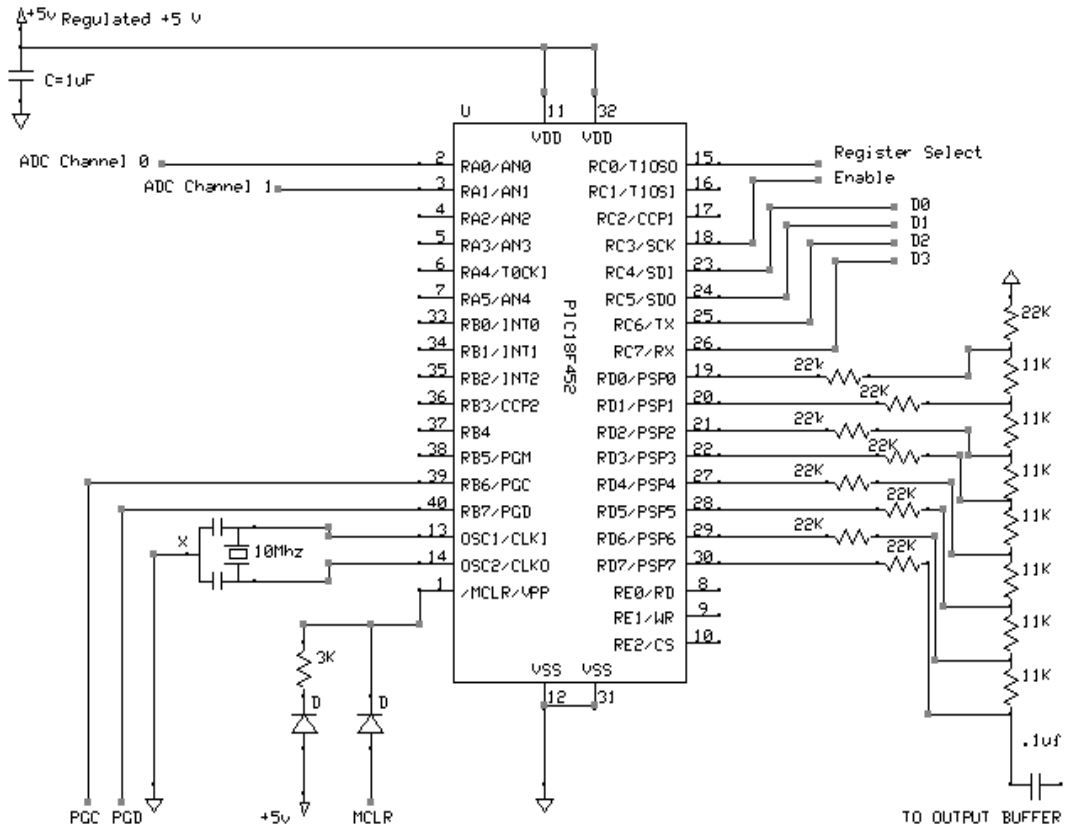 +5v Regulated +5 V
C=1uF
U
11
32
VDD
VDD
ADC Channel 0
2
RA0/AN0
RC0/T1OSO
15
Register Select
ADC Channel 1
3
RA1/AN1
RC1/T1OSI
16
Enable
4
RA2/AN2
RC2/CCP1
17
D0
D1
5
RA3/AN3
RC3/SCK
18
D2
D3
6
RA4/T0CKI
RC4/SDI
23
7
RA5/AN4
RC5/SDO
24
33
RB0/INT0
RC6/TX
25
22K
34
RB1/INT1
RC7/RX
26
PIC18F452
35
RB2/INT2
RD0/PSP0
19
22k
11K
36
RB3/CCP2
RD1/PSP1
20
22K
11K
37
RB4
RD2/PSP2
21
22k
38
RB5/PGM
RD3/PSP3
22
22K
11K
39
RB6/PGC
RD4/PSP4
27
22K
40
RB7/PGD
RD5/PSP5
28
22K
11K
13
OSC1/CLKI
RD6/PSP6
29
22K
X
10Mhz
14
OSC2/CLKO
RD7/PSP7
30
22K
11K
1
/MCLR/VPP
RE0/RD
8
RE1/WR
9
11K
RE2/CS
10
3K
VSS
VSS
11K
12
31
D
D
.1uf
PGC
PGD
+5v
MCLR
TO OUTPUT BUFFER